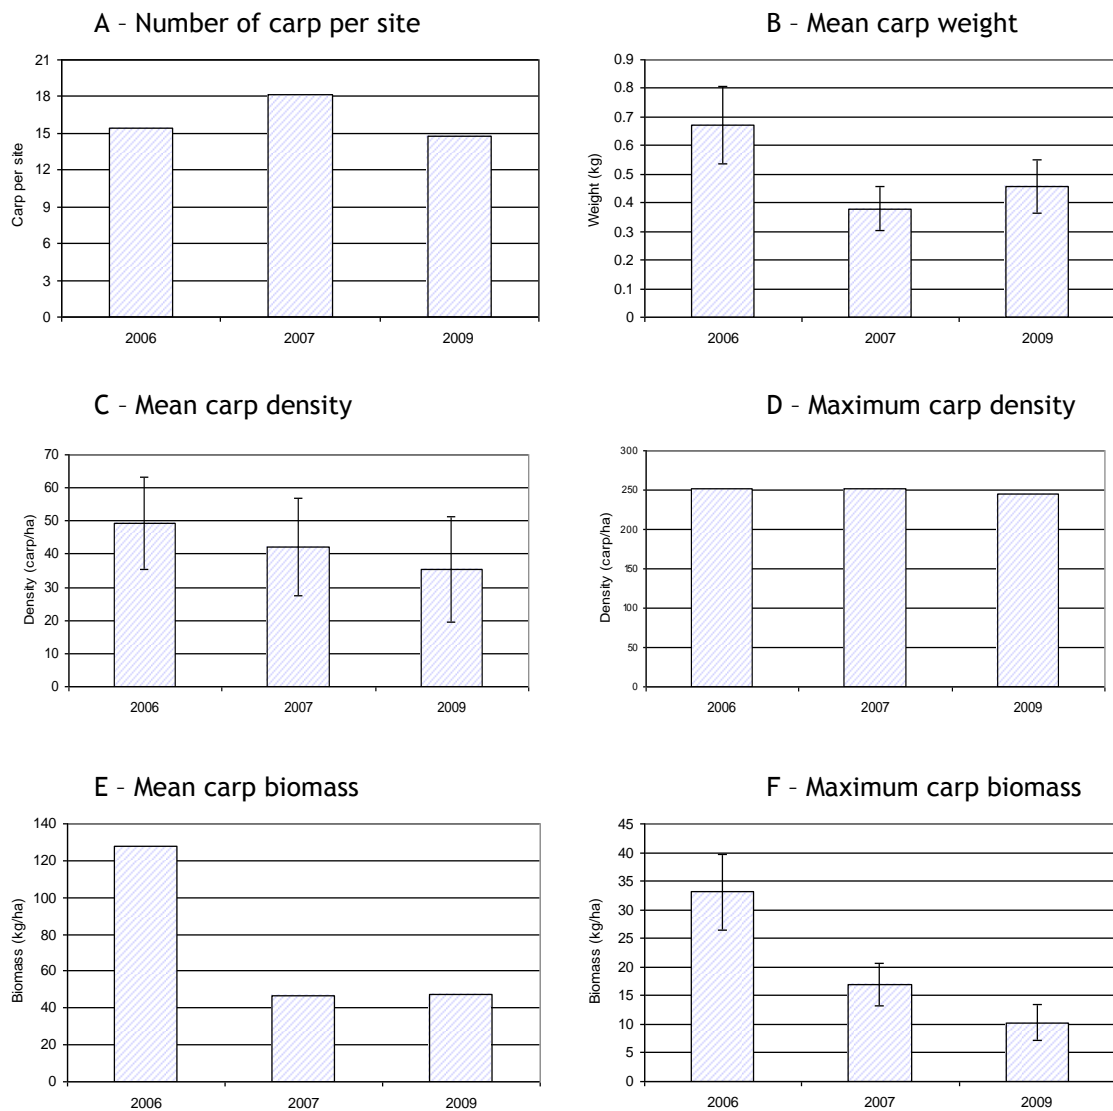 A – Number of carp per site
21
18
15
12
9
6
3
0
Carp per site
2006 2007 2009
B – Mean carp weight
0.9
0.8
0.7
0.6
0.5
0.4
0.3
0.2
0.1
0
Weight (kg)
2006 2007 2009
C – Mean carp density
70
60
50
40
30
20
10
0
Density (carp/ha)
2006 2007 2009
D – Maximum carp density
300
250
200
150
100
50
0
Density (carp/ha)
2006 2007 2009
E – Mean carp biomass
140
120
100
80
60
40
20
0
Biomass (kg/ha)
2006 2007 2009
F – Maximum carp biomass
45
40
35
30
25
20
15
10
5
0
Biomass (kg/ha)
2006 2007 2009